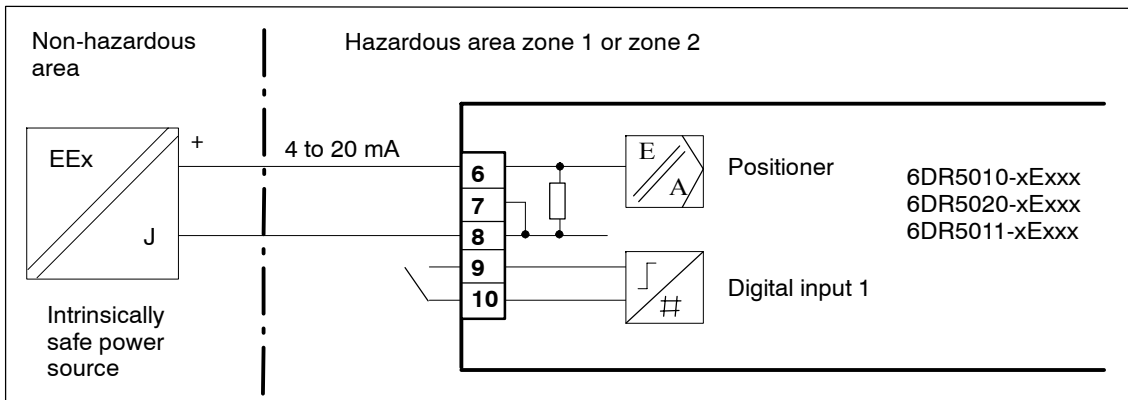 Non-hazardous
area
Hazardous area zone 1 or zone 2
EEx
+
J
4 to 20 mA
6
7
8
9
10
E
A
Positioner
6DR5010-xExxx
6DR5020-xExxx
6DR5011-xExxx
#
Digital input 1
Intrinsically
safe power
source